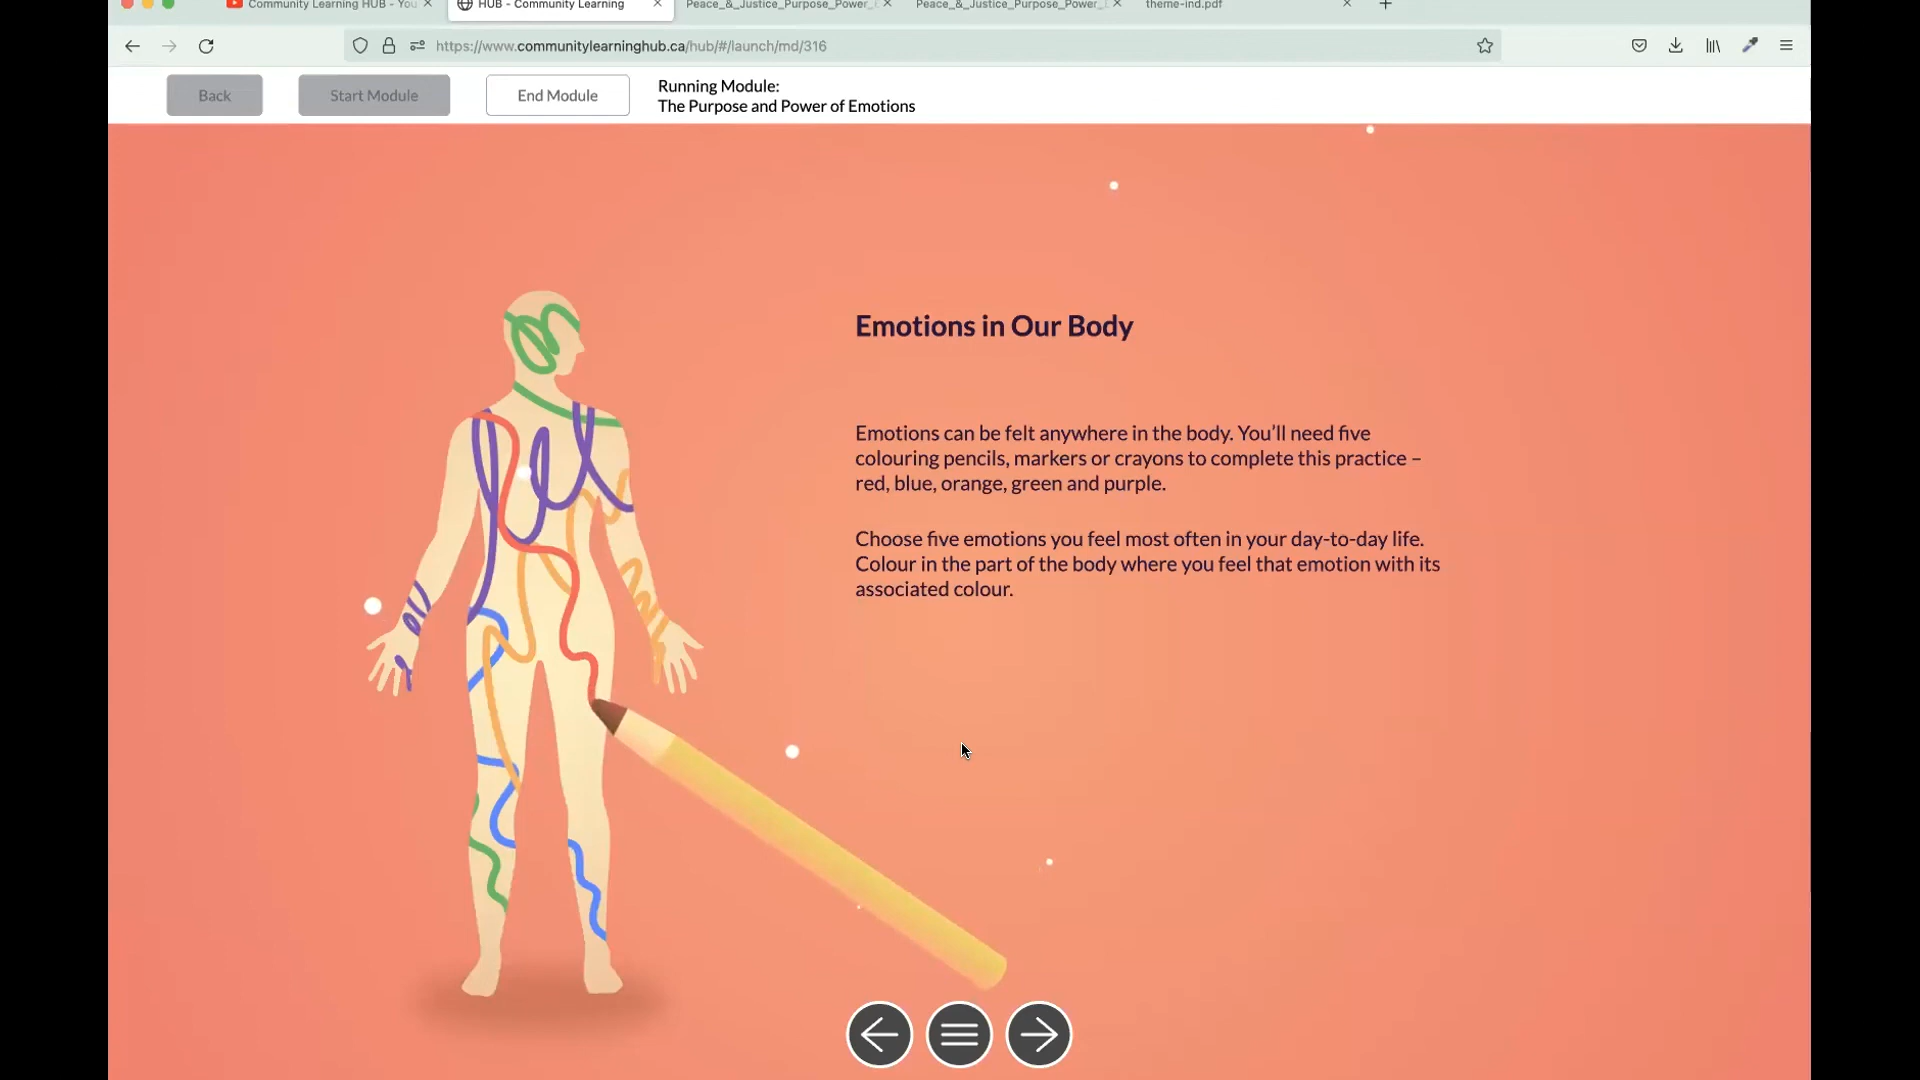 Community Learning HUB - You
HUB - Community Learning
Peace_&_Justice_Purpose_Power_
Peace_&_Justice_Purpose_Power_
theme-ind.pdf
https://www.communitylearninghub.ca/hub/#/launch/md/316
Back
Start Module
End Module
Running Module:
The Purpose and Power of Emotions
Emotions in Our Body
Emotions can be felt anywhere in the body. You'll need five
colouring pencils, markers or crayons to complete this practice –
red, blue, orange, green and purple.
Choose five emotions you feel most often in your day-to-day life.
Colour in the part of the body where you feel that emotion with its
associated colour.